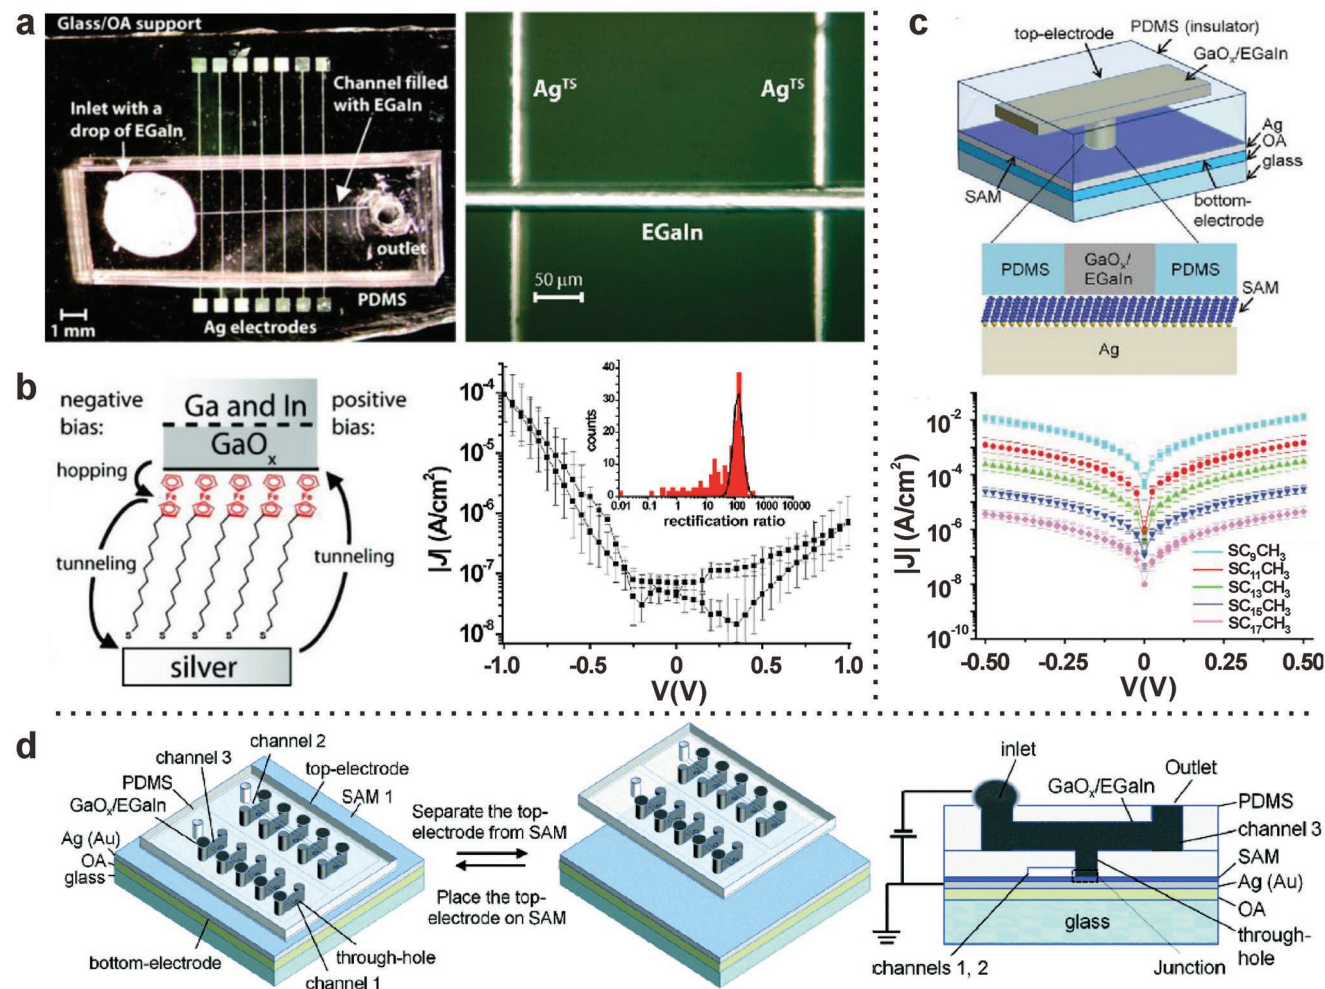 a
Glass/OA support
Inlet with a
drop of EGaIn
Channel filled
with EGaIn
outlet
PDMS
1 mm
Ag electrodes
Ag^TS
Ag^TS
EGaIn
50 µm
b
negative
bias:
positive
bias:
Ga and In
GaOₓ
hopping
tunneling
tunneling
S S S S S
silver
|J| (A/cm²)
10⁻⁴
10⁻⁵
10⁻⁶
10⁻⁷
10⁻⁸
-1.0 -0.5 0 0.5 1.0
V(V)
counts
40
30
20
10
0
0.01 0.1 1 10 100 1000 10000
rectification ratio
c
top-electrode
PDMS (insulator)
GaOₓ/EGaIn
Ag
OA
glass
SAM
bottom-
electrode
PDMS
GaOₓ/
EGaIn
PDMS
SAM
Ag
|J| (A/cm²)
10⁻²
10⁻⁴
10⁻⁶
10⁻⁸
10⁻¹⁰
SC₉CH₃
SC₁₁CH₃
SC₁₃CH₃
SC₁₅CH₃
SC₁₇CH₃
-0.50 -0.25 0 0.25 0.50
V(V)
d
channel 2
channel 3
PDMS
GaOₓ/EGaIn
Ag (Au)
OA
glass
top-electrode
SAM 1
bottom-electrode
through-hole
channel 1
Separate the top-
electrode from SAM
Place the top-
electrode on SAM
inlet
GaOₓ/EGaIn
Outlet
PDMS
channel 3
SAM
Ag (Au)
OA
glass
through-
hole
channels 1, 2
Junction